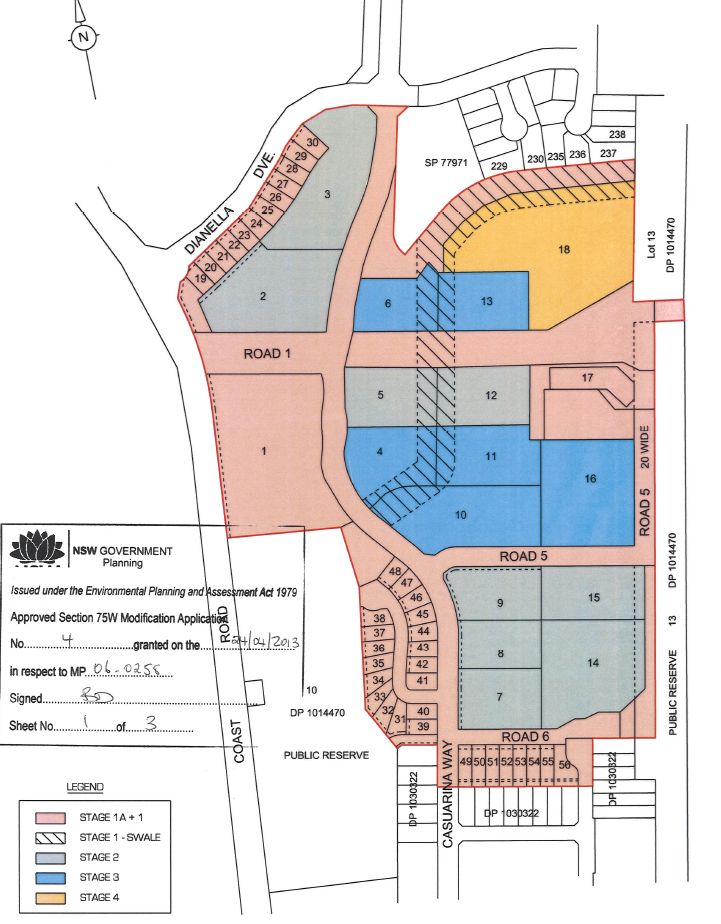 N
238
237
236
235
230
229
SP 77971
DIANELLA DVE.
30
29
28
27
26
25
24
23
22
21
20
19
3
2
18
Lot 13
DP 1014470
6
13
ROAD 1
5
12
17
1
4
11
16
20 WIDE
ROAD 5
10
ROAD 5
NSW GOVERNMENT
Planning
Issued under the Environmental Planning and Assessment Act 1979
Approved Section 75W Modification Application
No. 4 granted on the 24/04/2013
in respect to MP 06-0258
Signed
Sheet No. 1 of 3
COAST ROAD
48
47
46
45
44
43
42
41
40
39
38
37
36
35
34
33
32
31
9
15
8
14
7
PUBLIC RESERVE 13 DP 1014470
10
DP 1014470
PUBLIC RESERVE
ROAD 6
49 50 51 52 53 54 55 56
CASUARINA WAY
DP 1030322
DP 1030322
DP 1030322
LEGEND
STAGE 1A + 1
STAGE 1 - SWALE
STAGE 2
STAGE 3
STAGE 4